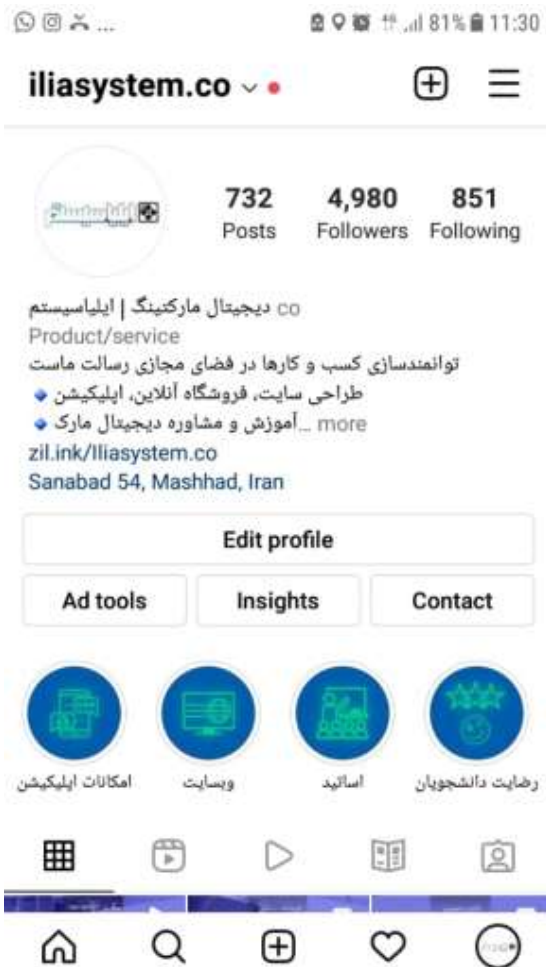 ... 81% 11:30
iliasystem.co
732 4,980 851
Posts Followers Following
دیجیتال مارکتینگ | ایلیاسیستم co
Product/service
توانمندسازی کسب و کارها در فضای مجازی رسالت ماست
طراحی سایت، فروشگاه آنلاین، اپلیکیشن
آموزش و مشاوره دیجیتال مارک... more
zil.ink/Iliasystem.co
Sanabad 54, Mashhad, Iran
Edit profile
Ad tools Insights Contact
امکانات اپلیکیشن وبسایت اساتید رضایت دانشجویان